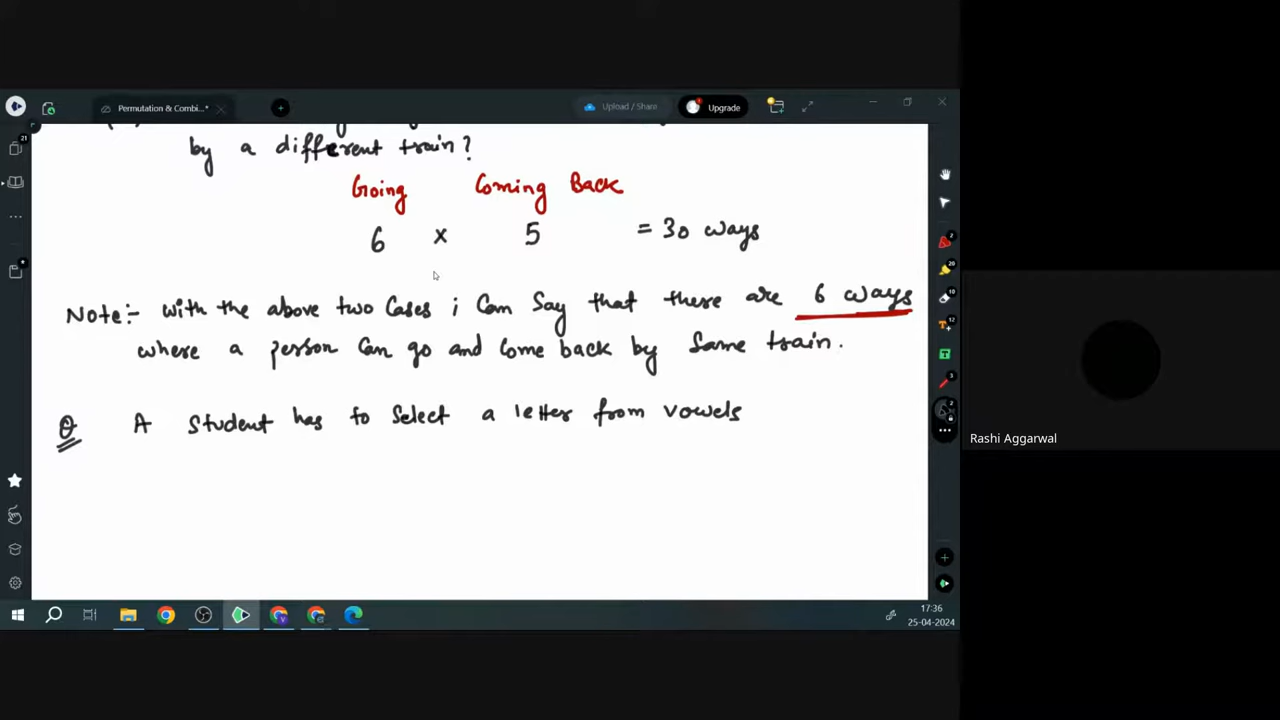 Permutation & Combi...*
Upload / Share
Upgrade
by a different train?
Going Coming Back
6 x 5 = 30 ways
Note:- With the above two Cases i Can Say that there are 6 ways
where a person Can go and Come back by Same train.
Q A Student has to Select a letter from vowels
Rashi Aggarwal
17:36
25-04-2024